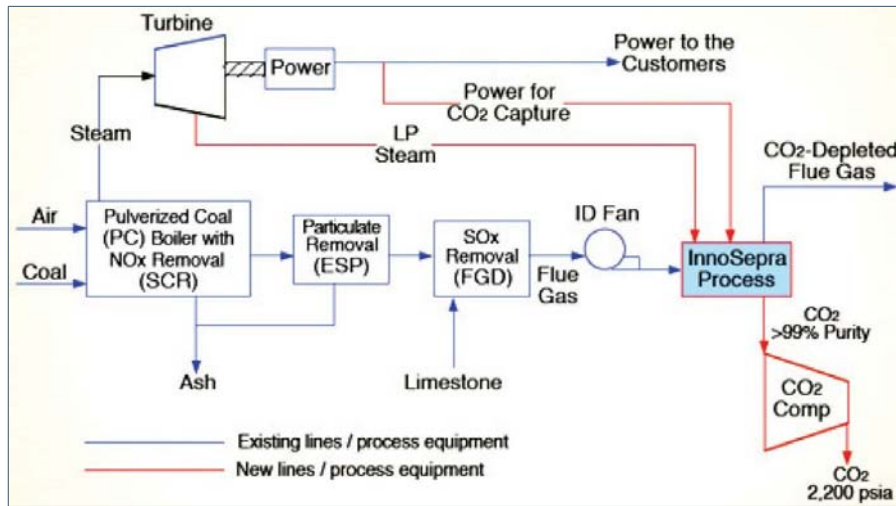 Turbine
Power
Power to the
Customers
Power for
CO2 Capture
Steam
LP
Steam
CO2-Depleted
Flue Gas
Air
Coal
Pulverized Coal
(PC) Boiler with
NOx Removal
(SCR)
Particulate
Removal
(ESP)
SOx
Removal
(FGD)
ID Fan
Flue
Gas
InnoSepra
Process
CO2
>99% Purity
Ash
Limestone
CO2
Comp
Existing lines / process equipment
New lines / process equipment
CO2
2,200 psia